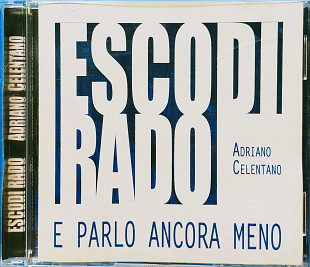 ESCO DI
RADO
ADRIANO
CELENTANO
E PARLO ANCORA MENO
ESCO DI RADO ADRIANO CELENTANO